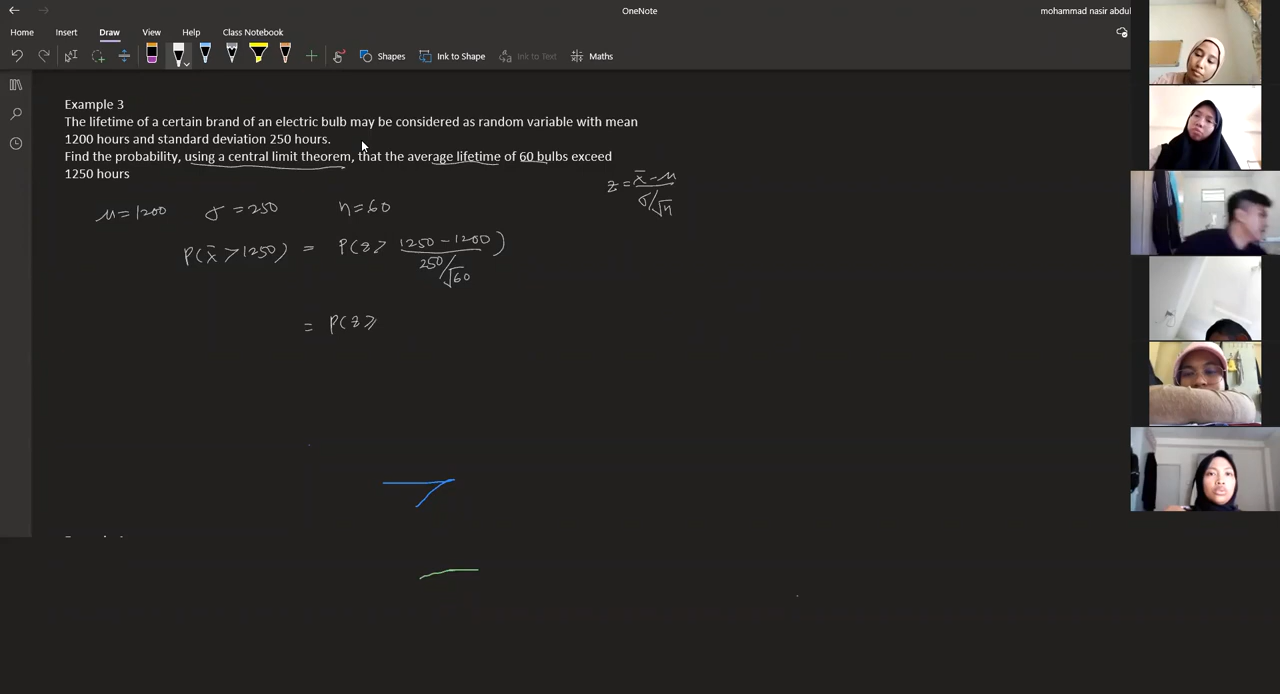 OneNote
mohammad nasir abdul
Home Insert Draw View Help Class Notebook
Shapes Ink to Shape Ink to Text Maths
Example 3
The lifetime of a certain brand of an electric bulb may be considered as random variable with mean
1200 hours and standard deviation 250 hours.
Find the probability, using a central limit theorem, that the average lifetime of 60 bulbs exceed
1250 hours
z = x̄ - μ / σ/√n
μ = 1200 σ = 250 n = 60
P(x̄ > 1250) = P(z > 1250 - 1200 / 250/√60)
= P(z >